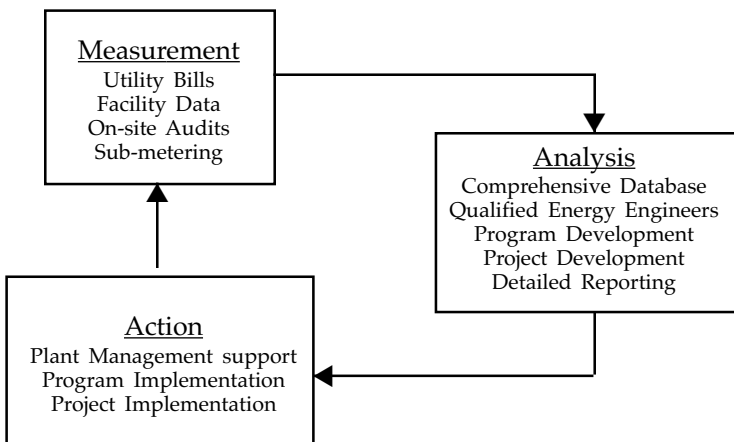 Measurement
Utility Bills
Facility Data
On-site Audits
Sub-metering
Analysis
Comprehensive Database
Qualified Energy Engineers
Program Development
Project Development
Detailed Reporting
Action
Plant Management support
Program Implementation
Project Implementation